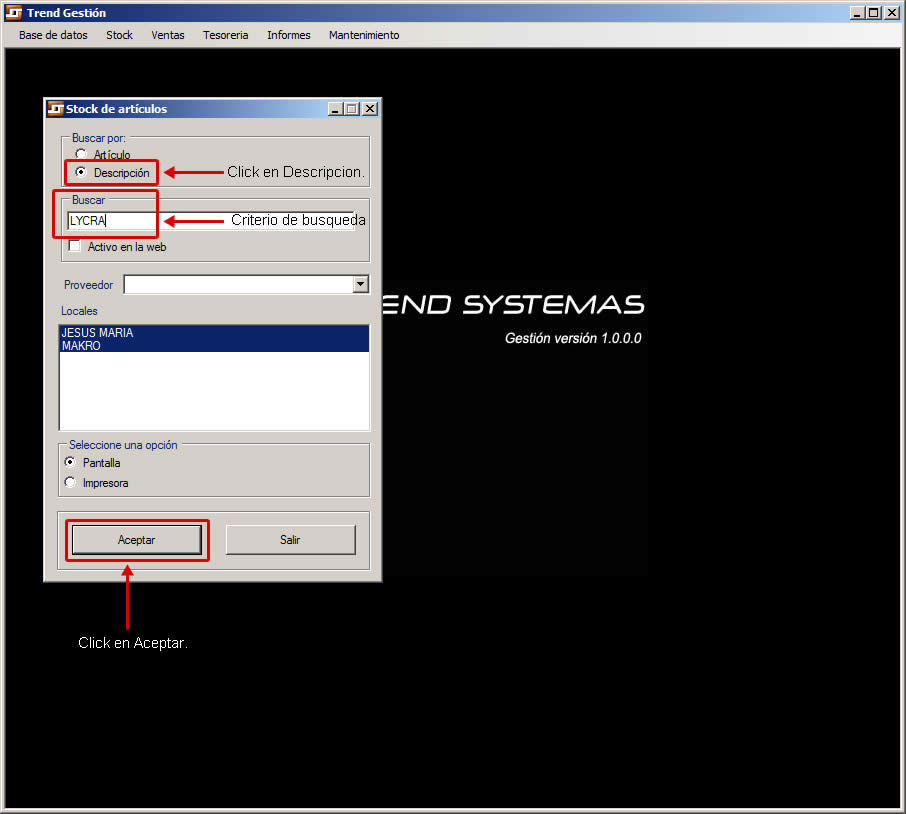 Trend Gestión
Base de datos Stock Ventas Tesoreria Informes Mantenimiento
Stock de artículos
Buscar por:
Artículo
Descripción
Click en Descripcion.
Buscar
LYCRA
Criterio de busqueda
Activo en la web
Proveedor
Locales
JESUS MARIA
MAKRO
END SYSTEMAS
Gestión versión 1.0.0.0
Seleccione una opción
Pantalla
Impresora
Aceptar Salir
Click en Aceptar.